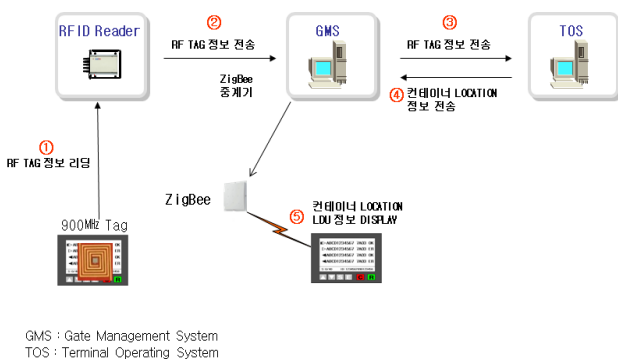 RFID Reader
②
RF TAG 정보 전송
GMS
③
RF TAG 정보 전송
TOS
ZigBee
중계기
④ 컨테이너 LOCATION
정보 전송
①
RF TAG 정보 리딩
ZigBee
⑤ 컨테이너 LOCATION
LDU 정보 DISPLAY
900MHz Tag
GMS : Gate Management System
TOS : Terminal Operating System